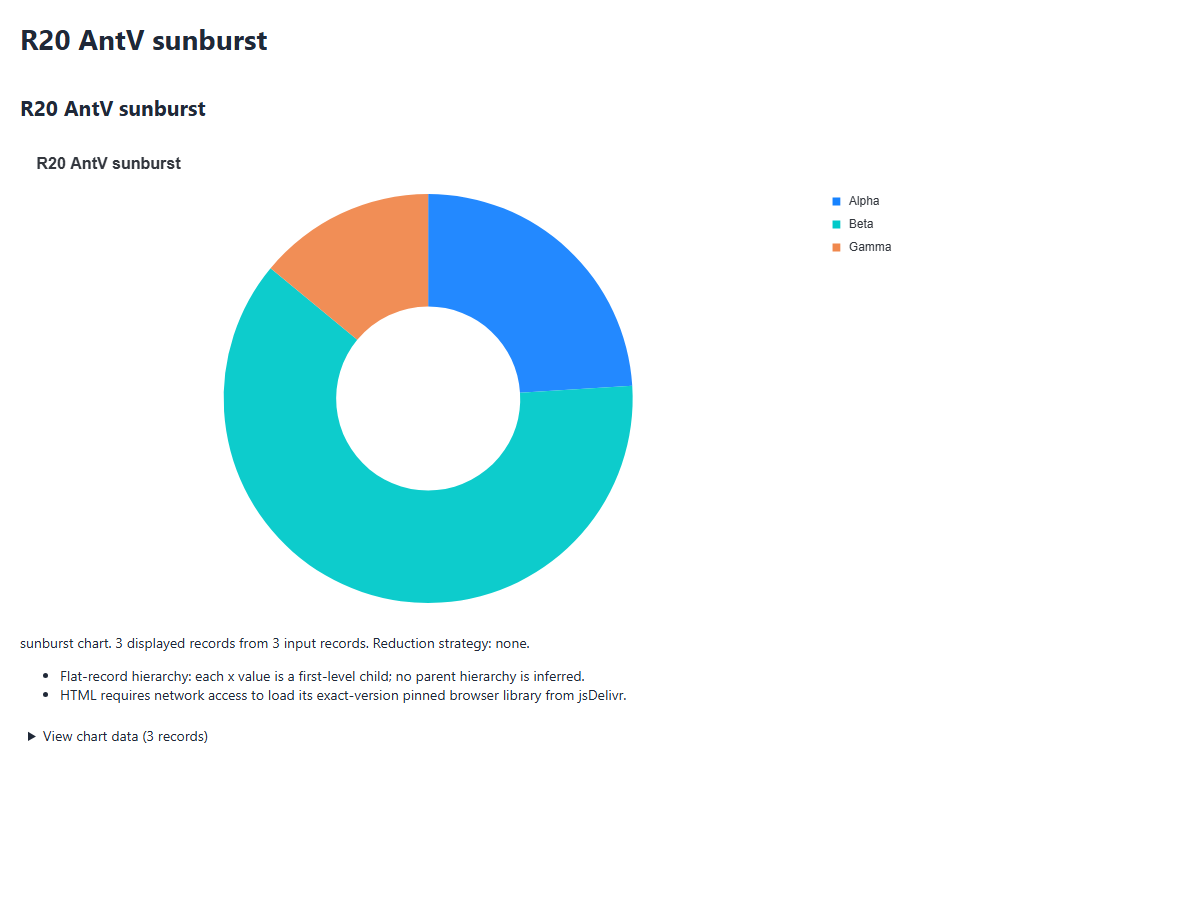 R20 AntV sunburst
R20 AntV sunburst
R20 AntV sunburst
Alpha
Beta
Gamma
sunburst chart. 3 displayed records from 3 input records. Reduction strategy: none.
• Flat-record hierarchy: each x value is a first-level child; no parent hierarchy is inferred.
• HTML requires network access to load its exact-version pinned browser library from jsDelivr.
▶ View chart data (3 records)